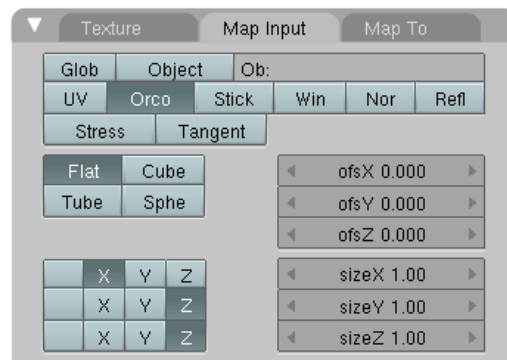 Texture Map Input Map To
Glob Object Ob:
UV Orco Stick Win Nor Refl
Stress Tangent
Flat Cube ofsX 0.000
Tube Sphe ofsY 0.000
ofsZ 0.000
X Y Z sizeX 1.00
X Y Z sizeY 1.00
X Y Z sizeZ 1.00